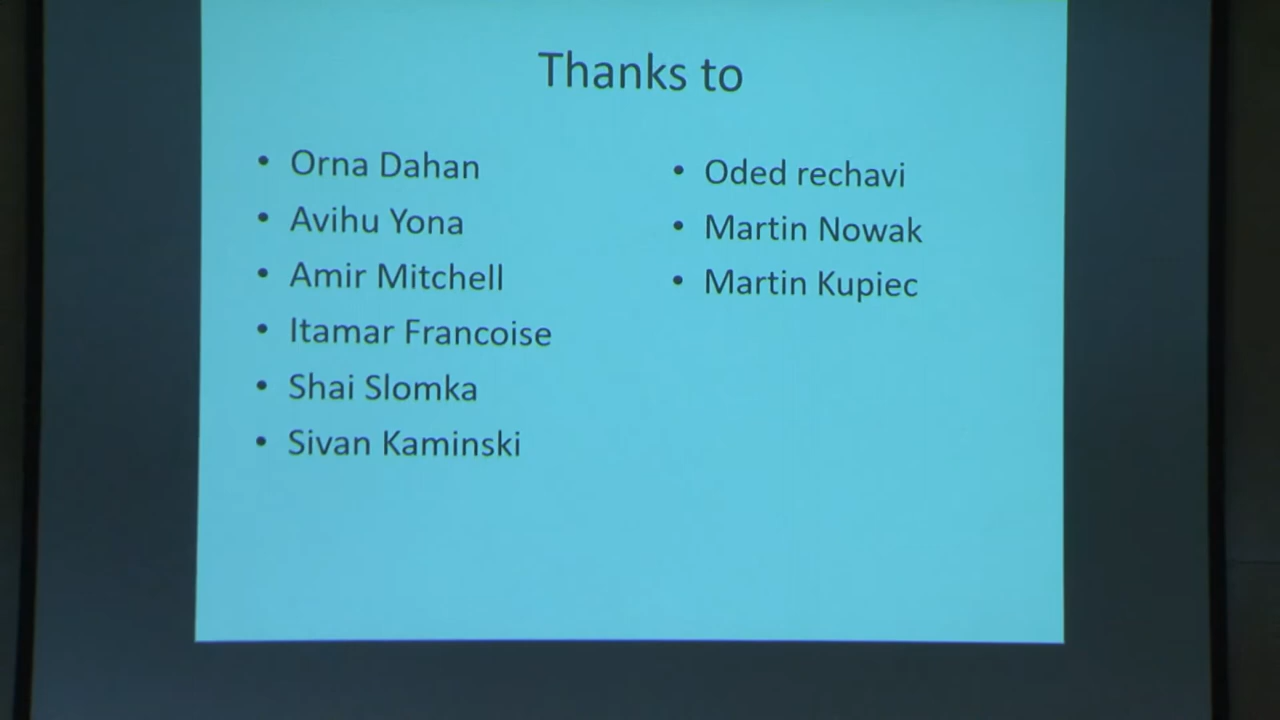 Thanks to
• Orna Dahan
• Avihu Yona
• Amir Mitchell
• Itamar Francoise
• Shai Slomka
• Sivan Kaminski
• Oded rechavi
• Martin Nowak
• Martin Kupiec